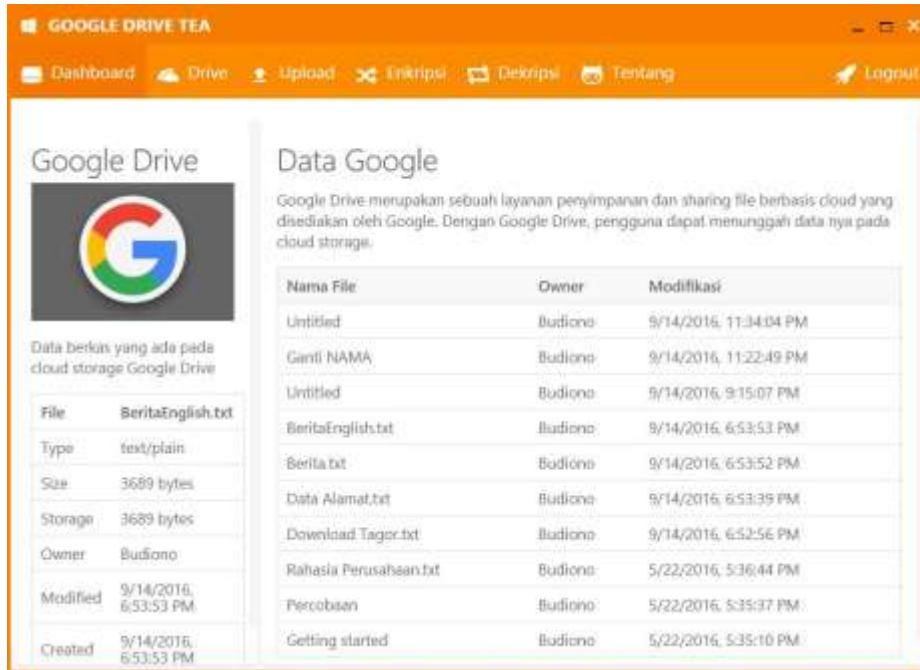 GOOGLE DRIVE TEA
Dashboard Drive Upload Enkripsi Dekripsi Tentang Logout
Google Drive
Data berkas yang ada pada
cloud storage Google Drive
File BeritaEnglish.txt
Type text/plain
Size 3689 bytes
Storage 3689 bytes
Owner Budiono
Modified 9/14/2016,
6:53:53 PM
Created 9/14/2016,
6:53:53 PM
Data Google
Google Drive merupakan sebuah layanan penyimpanan dan sharing file berbasis cloud yang
disediakan oleh Google. Dengan Google Drive, pengguna dapat menunggah data nya pada
cloud storage.
Nama File Owner Modifikasi
Untitled Budiono 9/14/2016, 11:34:04 PM
Ganti NAMA Budiono 9/14/2016, 11:22:49 PM
Untitled Budiono 9/14/2016, 9:15:07 PM
BeritaEnglish.txt Budiono 9/14/2016, 6:53:53 PM
Berita.txt Budiono 9/14/2016, 6:53:52 PM
Data Alamat.txt Budiono 9/14/2016, 6:53:39 PM
Download Tagor.txt Budiono 9/14/2016, 6:52:56 PM
Rahasia Perusahaan.txt Budiono 5/22/2016, 5:36:44 PM
Percobaan Budiono 5/22/2016, 5:35:37 PM
Getting started Budiono 5/22/2016, 5:35:10 PM